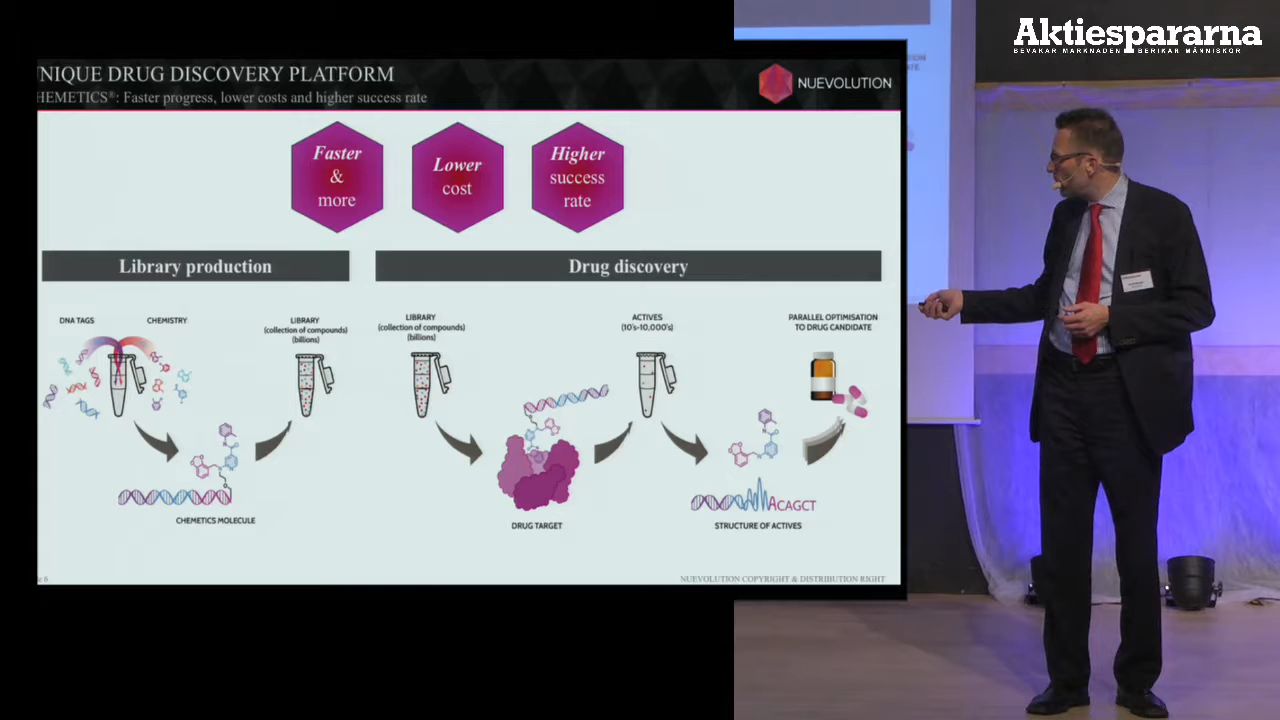 Aktiespararna
BEVAKAR MARKNADEN BERIKAR MÄNNISKOR
NIQUE DRUG DISCOVERY PLATFORM
HEMETICS®: Faster progress, lower costs and higher success rate
NUEVOLUTION
Faster
&
more
Lower
cost
Higher
success
rate
Library production
Drug discovery
DNA TAGS
CHEMISTRY
LIBRARY
(collection of compounds)
(billions)
CHEMETICS MOLECULE
LIBRARY
(collection of compounds)
(billions)
DRUG TARGET
ACTIVES
(10's-10,000's)
ACAGCT
STRUCTURE OF ACTIVES
PARALLEL OPTIMISATION
TO DRUG CANDIDATE
e 6
NUEVOLUTION COPYRIGHT & DISTRIBUTION RIGHT